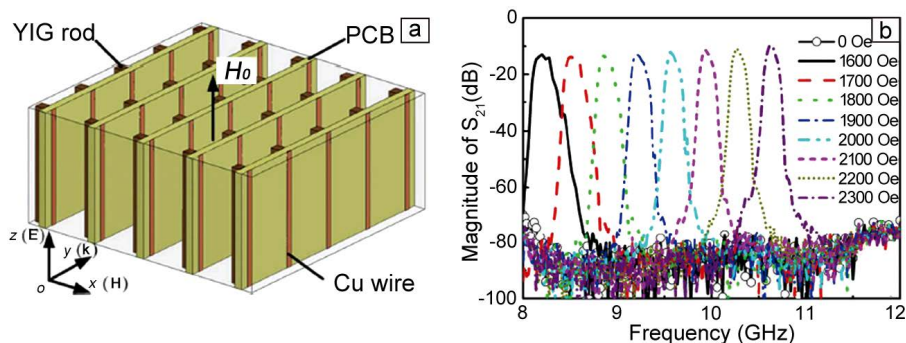 YIG rod
PCB
a
H0
z (E)
y (k)
o
x (H)
Cu wire
b
Magnitude of S21(dB)
0
-20
-40
-60
-80
-100
8
9
10
11
12
Frequency (GHz)
0 Oe
1600 Oe
1700 Oe
1800 Oe
1900 Oe
2000 Oe
2100 Oe
2200 Oe
2300 Oe